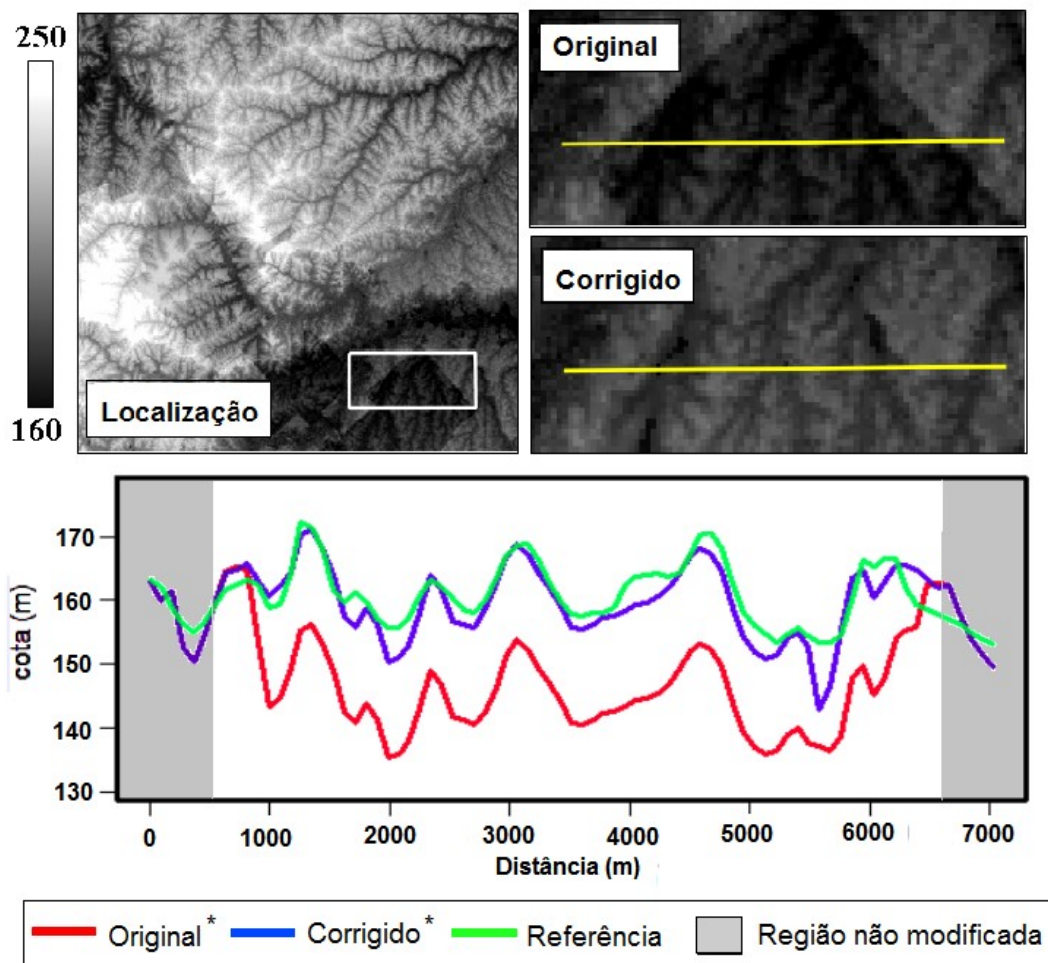 250
160
Localização
Original
Corrigido
170
160
150
140
130
cota (m)
0 1000 2000 3000 4000 5000 6000 7000
Distância (m)
Original * Corrigido * Referência Região não modificada